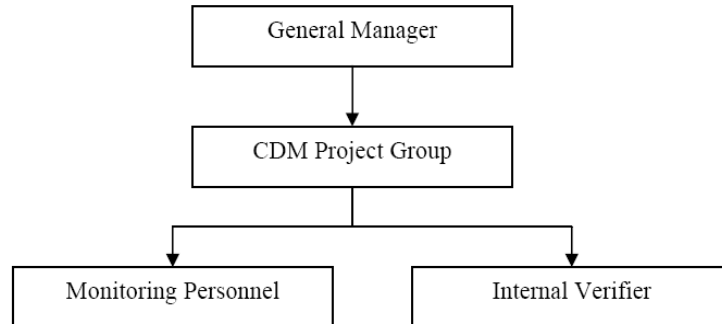 General Manager
CDM Project Group
Monitoring Personnel
Internal Verifier